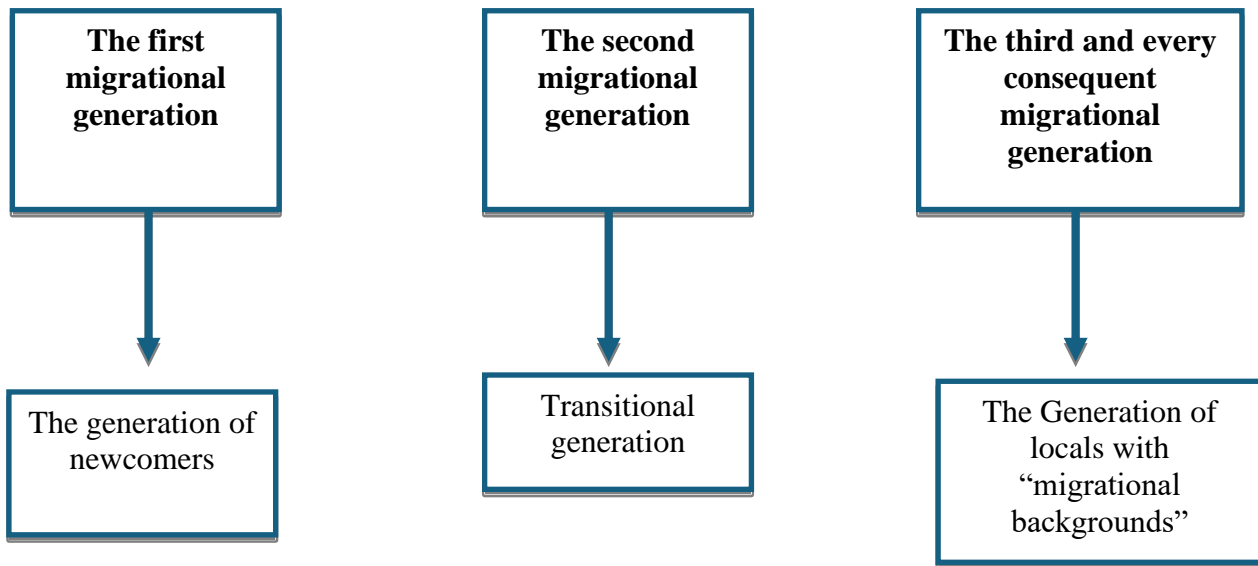 The first
migrational
generation
The second
migrational
generation
The third and every
consequent
migrational
generation
The generation of
newcomers
Transitional
generation
The Generation of
locals with
“migrational
backgrounds”